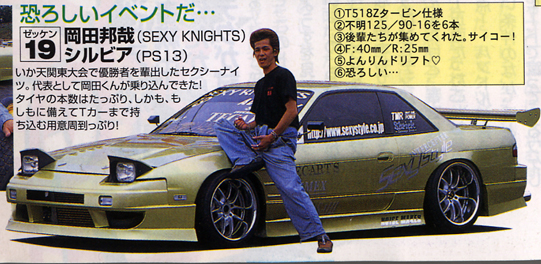 恐ろしいイベントだ…
ゼッケン
19
岡田邦哉(SEXY KNIGHTS)
シルビア(PS13)
いか天関東大会で優勝者を輩出したセクシーナイ
ツ。代表として岡田くんが乗り込んできた!
タイヤの本数はたっぷり、しかも、も
しもに備えてTカーまで持
ち込む用意周到っぷり!
①T518Zタービン仕様
②不明125/90-16を6本
③後輩たちが集めてくれた。サイコー!
④F:40mm/R:25mm
⑤よんりんドリフト♡
⑥恐ろしい…
SEXY KNIGHTS
http://www.sexystyle.co.jp